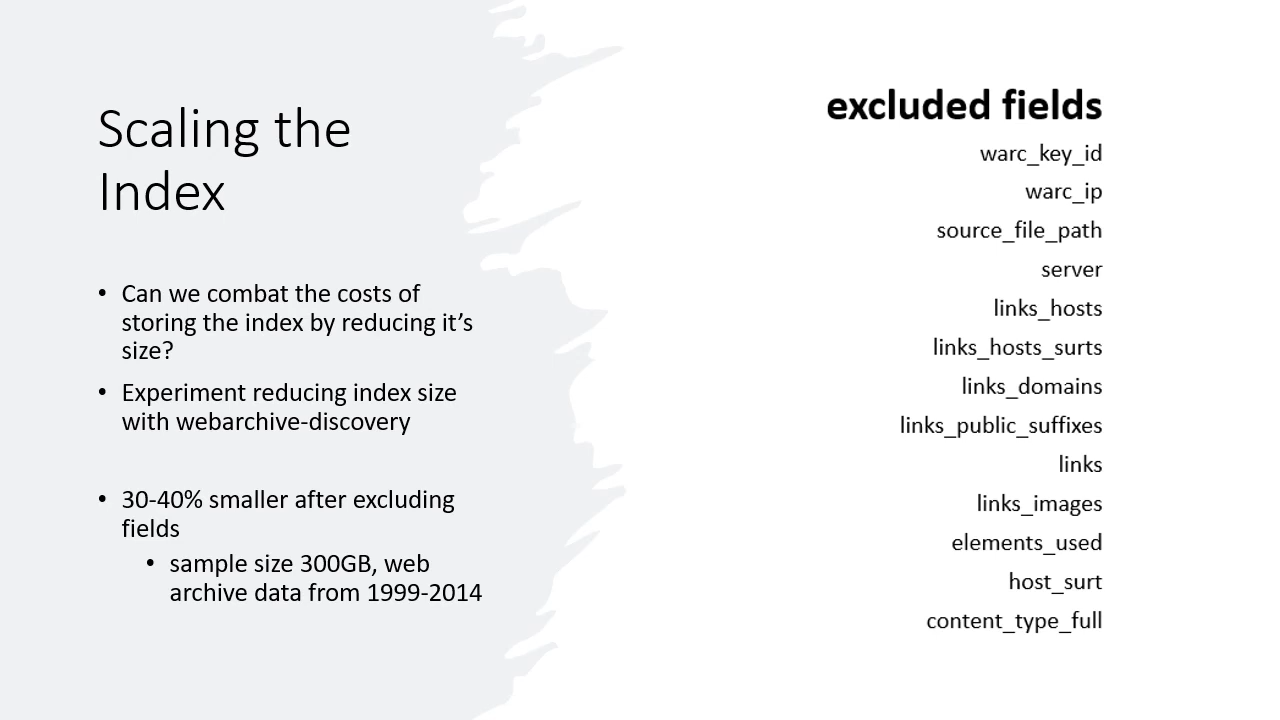 Scaling the
Index
• Can we combat the costs of
storing the index by reducing it’s
size?
• Experiment reducing index size
with webarchive-discovery
• 30-40% smaller after excluding
fields
• sample size 300GB, web
archive data from 1999-2014
excluded fields
warc_key_id
warc_ip
source_file_path
server
links_hosts
links_hosts_surts
links_domains
links_public_suffixes
links
links_images
elements_used
host_surt
content_type_full